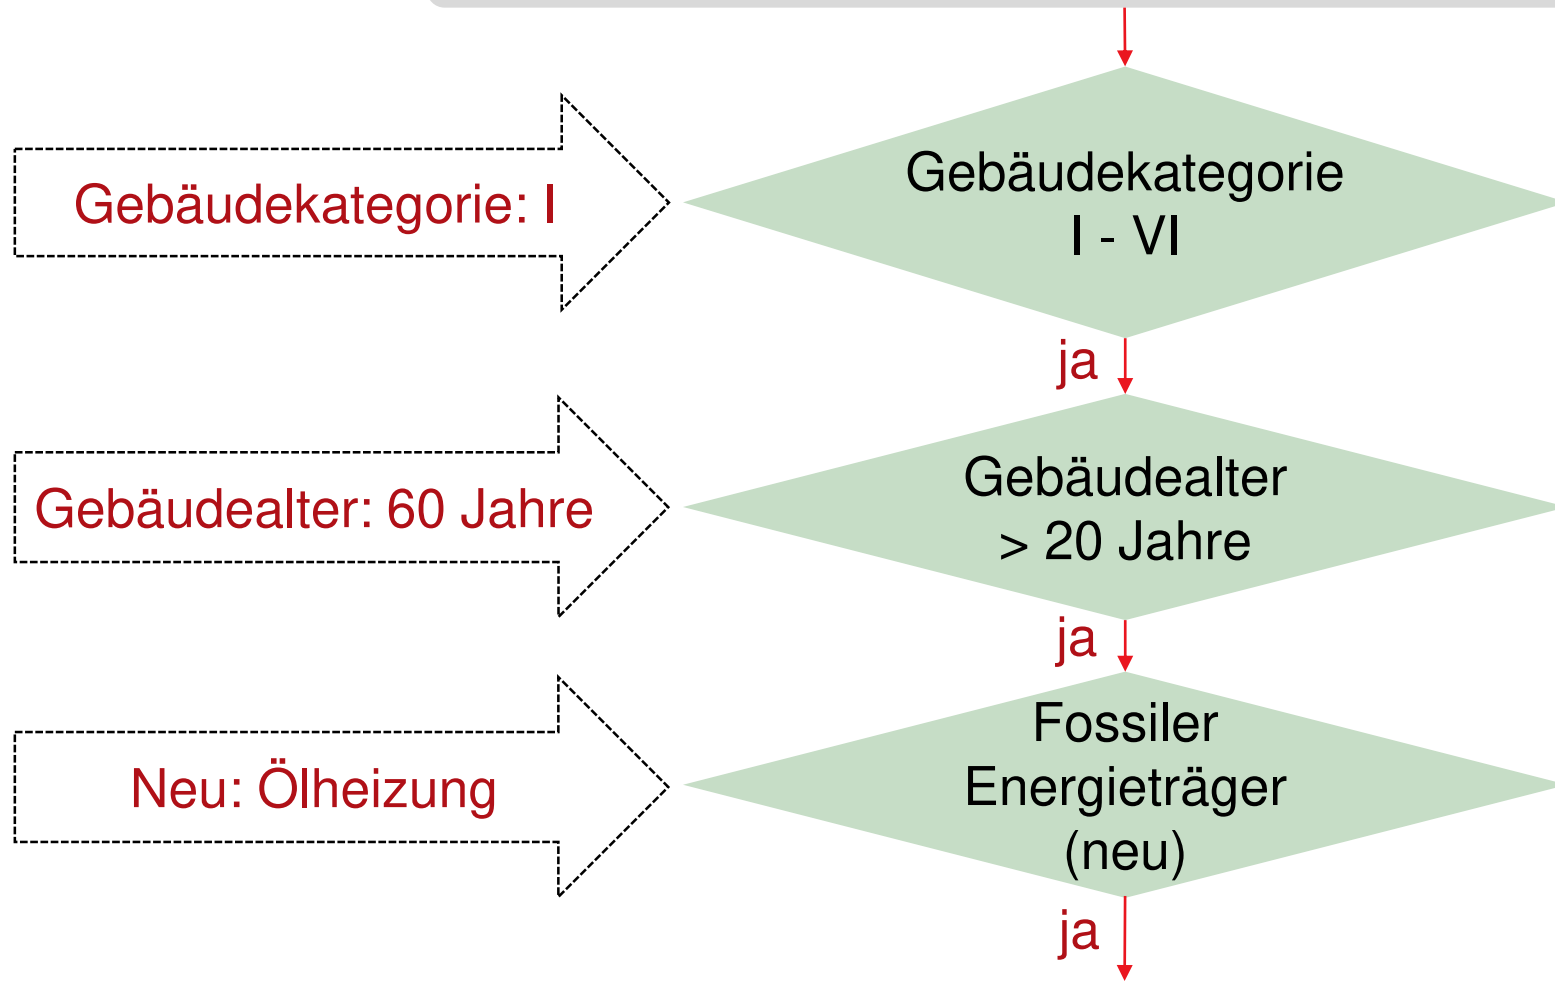 Gebäudekategorie: I
Gebäudekategorie
I - VI
ja
Gebäudealter: 60 Jahre
Gebäudealter
> 20 Jahre
ja
Neu: Ölheizung
Fossiler
Energieträger
(neu)
ja